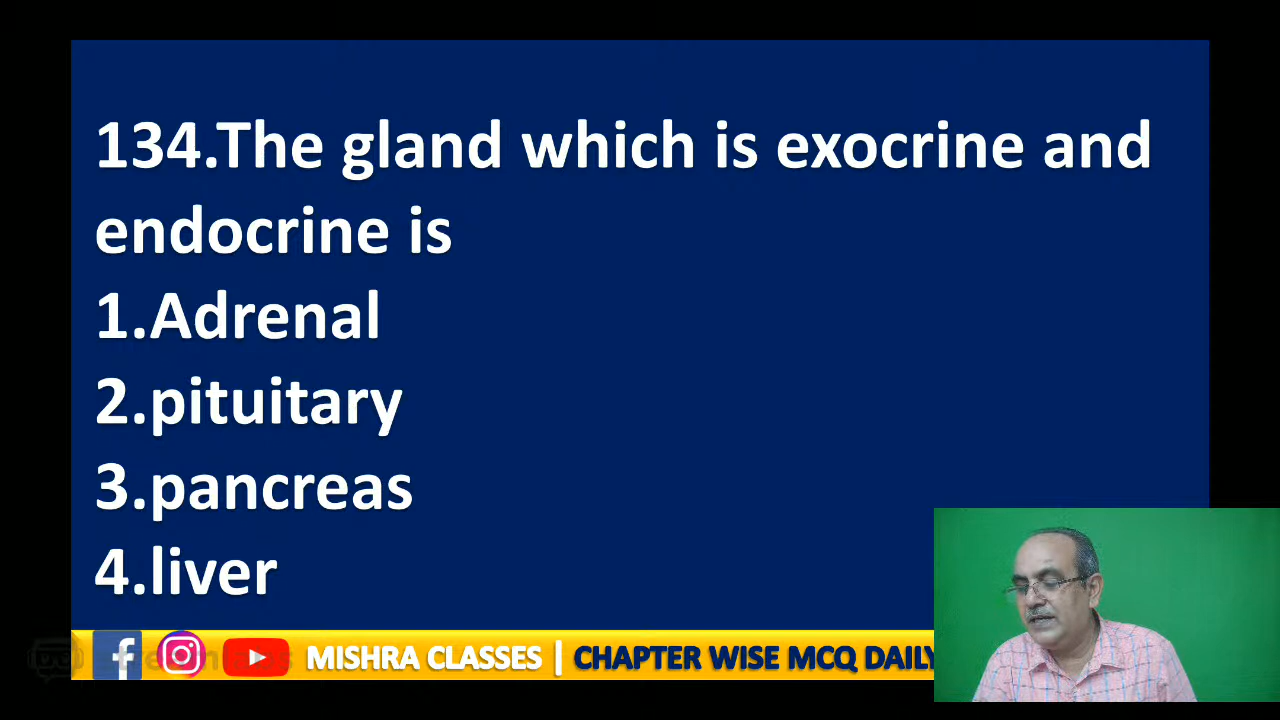 134.The gland which is exocrine and
endocrine is
1.Adrenal
2.pituitary
3.pancreas
4.liver
MISHRA CLASSES | CHAPTER WISE MCQ DAILY